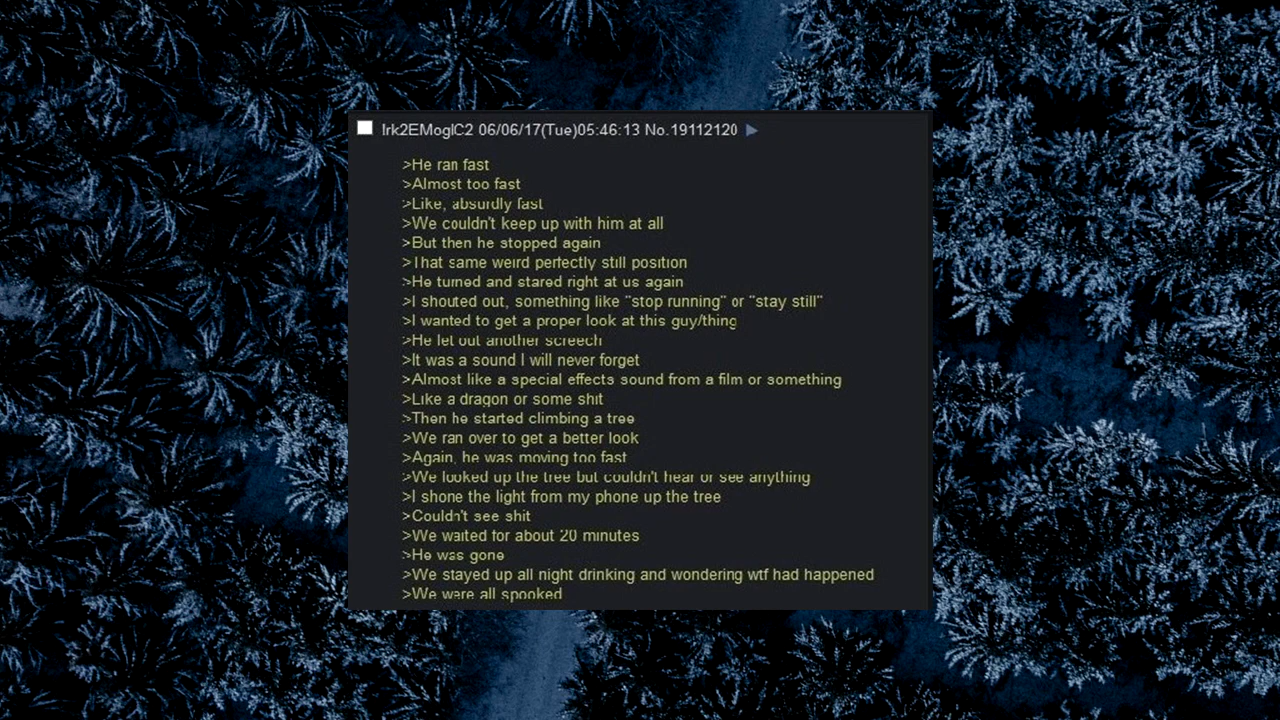 !rk2EMogIC2 06/06/17(Tue)05:46:13 No.19112120 ▶
>He ran fast
>Almost too fast
>Like, absurdly fast
>We couldn't keep up with him at all
>But then he stopped again
>That same weird perfectly still position
>He turned and stared right at us again
>I shouted out, something like "stop running" or "stay still"
>I wanted to get a proper look at this guy/thing
>He let out another screech
>It was a sound I will never forget
>Almost like a special effects sound from a film or something
>Like a dragon or some shit
>Then he started climbing a tree
>We ran over to get a better look
>Again, he was moving too fast
>We looked up the tree but couldn't hear or see anything
>I shone the light from my phone up the tree
>Couldn't see shit
>We waited for about 20 minutes
>He was gone
>We stayed up all night drinking and wondering wtf had happened
>We were all spooked